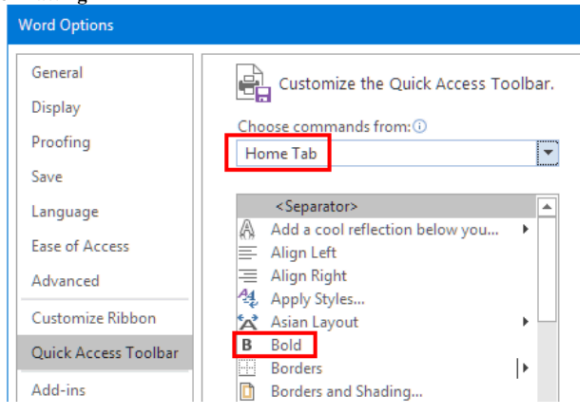 Word Options
General
Display
Proofing
Save
Language
Ease of Access
Advanced
Customize Ribbon
Quick Access Toolbar
Add-ins
Customize the Quick Access Toolbar.
Choose commands from:
Home Tab
<Separator>
Add a cool reflection below you...
Align Left
Align Right
Apply Styles...
Asian Layout
B Bold
Borders
Borders and Shading...